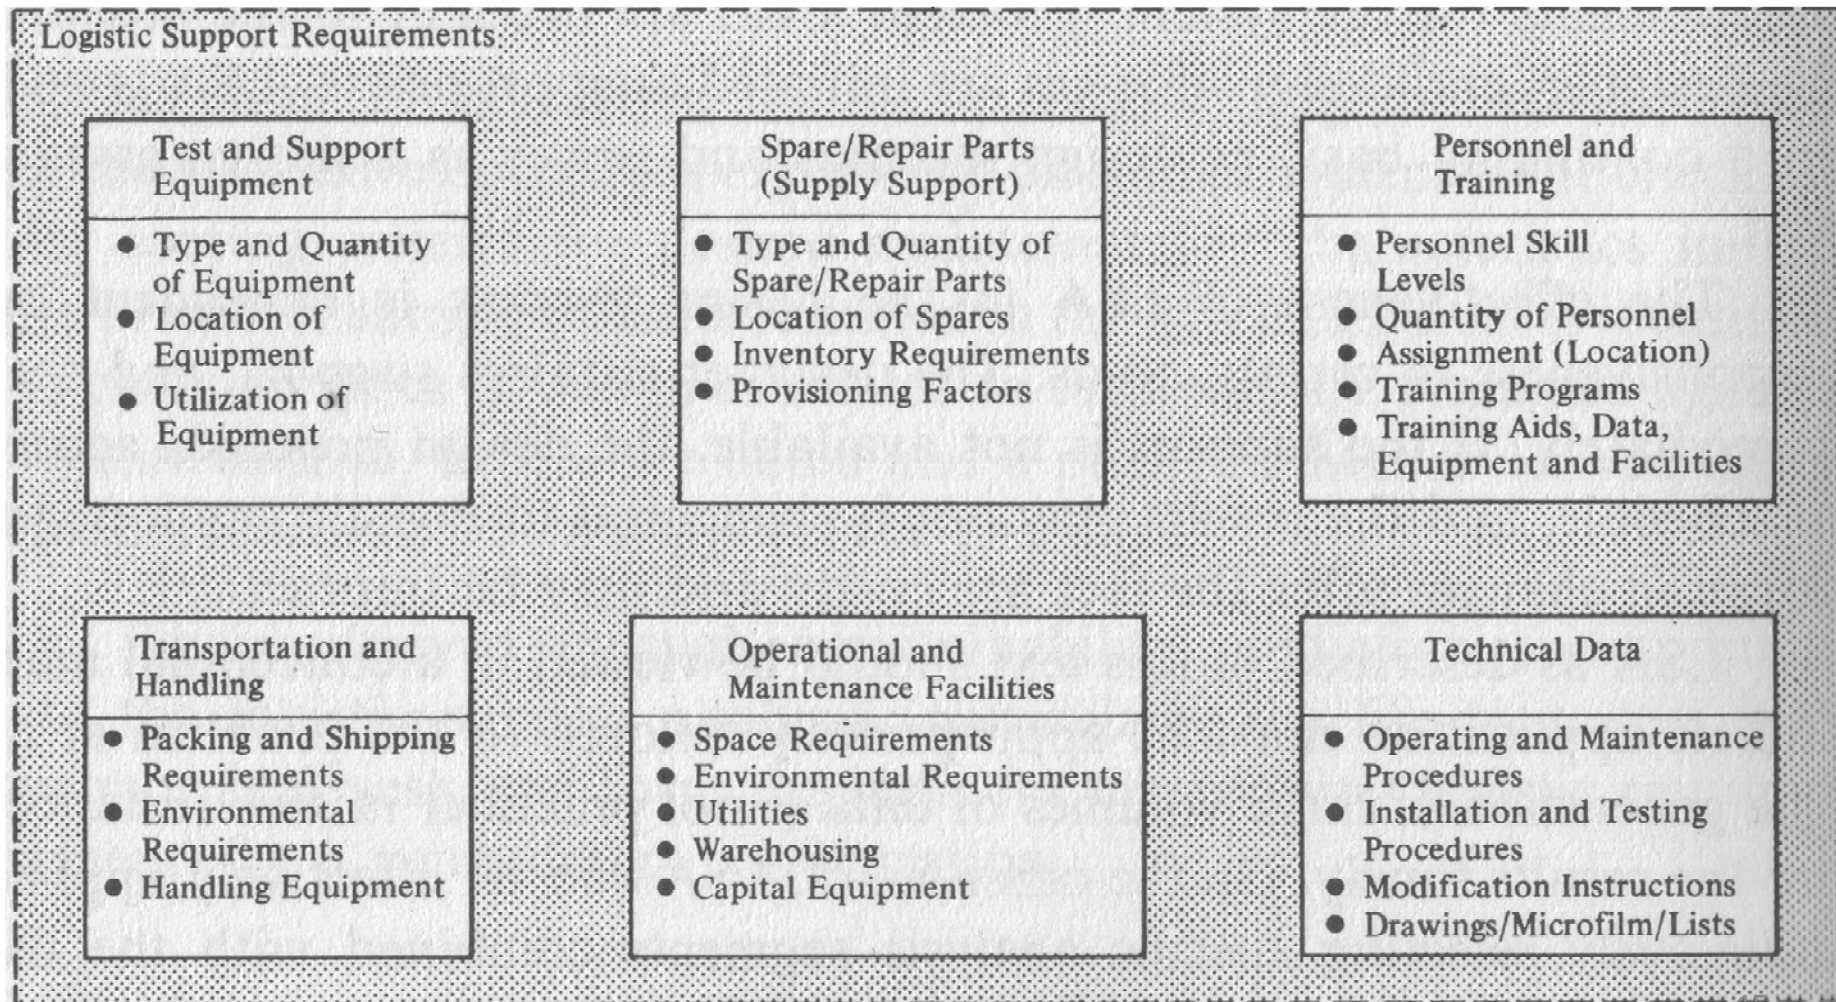 Logistic Support Requirements
Test and Support
Equipment
● Type and Quantity
of Equipment
● Location of
Equipment
● Utilization of
Equipment
Spare/Repair Parts
(Supply Support)
● Type and Quantity of
Spare/Repair Parts
● Location of Spares
● Inventory Requirements
● Provisioning Factors
Personnel and
Training
● Personnel Skill
Levels
● Quantity of Personnel
● Assignment (Location)
● Training Programs
● Training Aids, Data,
Equipment and Facilities
Transportation and
Handling
● Packing and Shipping
Requirements
● Environmental
Requirements
● Handling Equipment
Operational and
Maintenance Facilities
● Space Requirements
● Environmental Requirements
● Utilities
● Warehousing
● Capital Equipment
Technical Data
● Operating and Maintenance
Procedures
● Installation and Testing
Procedures
● Modification Instructions
● Drawings/Microfilm/Lists